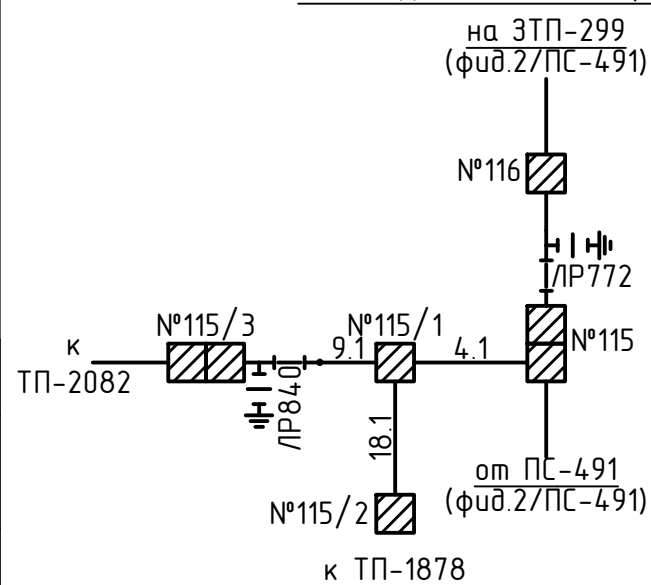 на ЗТП-299
(фид.2/ПС-491)
№116
ЛР772
№115/3
№115/1
№115
к
ТП-2082
9.1
4.1
ЛР840
18.1
от ПС-491
(фид.2/ПС-491)
№115/2
к ТП-1878